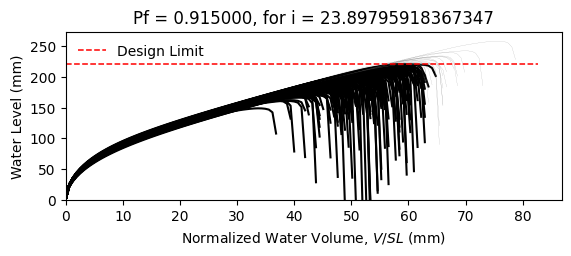 Pf = 0.915000, for i = 23.89795918367347
Design Limit
Water Level (mm)
250
200
150
100
50
0
0 10 20 30 40 50 60 70 80
Normalized Water Volume, V/SL (mm)